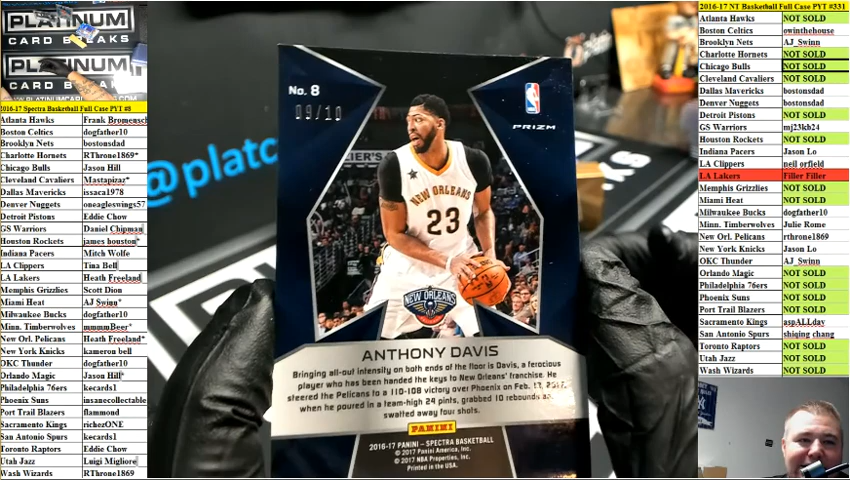 PLATINUM
CARD BREAKS
PLATINUM
2016-17 Spectra Basketball Full Case PYT #8
Atlanta Hawks Frank Bromensch
Boston Celtics dogfather10
Brooklyn Nets bostonsdad
Charlotte Hornets RThrone1869*
Chicago Bulls Jason Hill
Cleveland Cavaliers Mastapizaz*
Dallas Mavericks issaca1978
Denver Nuggets oneagleswings57
Detroit Pistons Eddie Chow
GS Warriors Daniel Chipman
Houston Rockets james houston*
Indiana Pacers Mitch Wolfe
LA Clippers Tina Bell
LA Lakers Heath Freeland
Memphis Grizzlies Scott Dion
Miami Heat AJ Swinn*
Milwaukee Bucks dogfather10
Minn. Timberwolves mmmmBeer*
New Orl. Pelicans Heath Freeland*
New York Knicks kameron bell
OKC Thunder dogfather10
Orlando Magic Jason Hill*
Philadelphia 76ers kecards1
Phoenix Suns insanecollectable
Port Trail Blazers flammond
Sacramento Kings richezONE
San Antonio Spurs kecards1
Toronto Raptors Eddie Chow
Utah Jazz Luigi Migliore
Wash Wizards RThrone1869
@platc
No. 8
09/10
NBA
PRIZM
NEW ORLEANS
23
NEW ORLEANS
ANTHONY DAVIS
Bringing all-out intensity on both ends of the floor is Davis, a ferocious
player who has been handed the keys to New Orleans' franchise. He
steered the Pelicans to a 110-108 victory over Phoenix on Feb. 13, 2017,
when he poured in a team-high 24 points, grabbed 10 rebounds and
swatted away four shots.
PANINI
2016-17 PANINI - SPECTRA BASKETBALL
© 2017 Panini America, Inc.
© 2017 NBA Properties, Inc.
Printed in the USA.
2016-17 NT Basketball Full Case PYT #331
Atlanta Hawks NOT SOLD
Boston Celtics owinthehouse
Brooklyn Nets AJ_Swinn
Charlotte Hornets NOT SOLD
Chicago Bulls NOT SOLD
Cleveland Cavaliers NOT SOLD
Dallas Mavericks bostonsdad
Denver Nuggets bostonsdad
Detroit Pistons NOT SOLD
GS Warriors mj23kb24
Houston Rockets NOT SOLD
Indiana Pacers Jason Lo
LA Clippers neil orfield
LA Lakers Filler Filler
Memphis Grizzlies NOT SOLD
Miami Heat NOT SOLD
Milwaukee Bucks dogfather10
Minn. Timberwolves Julie Rome
New Orl. Pelicans rthrone1869
New York Knicks Jason Lo
OKC Thunder AJ_Swinn
Orlando Magic NOT SOLD
Philadelphia 76ers NOT SOLD
Phoenix Suns NOT SOLD
Port Trail Blazers NOT SOLD
Sacramento Kings aspALLday
San Antonio Spurs shiqing chang
Toronto Raptors NOT SOLD
Utah Jazz NOT SOLD
Wash Wizards NOT SOLD